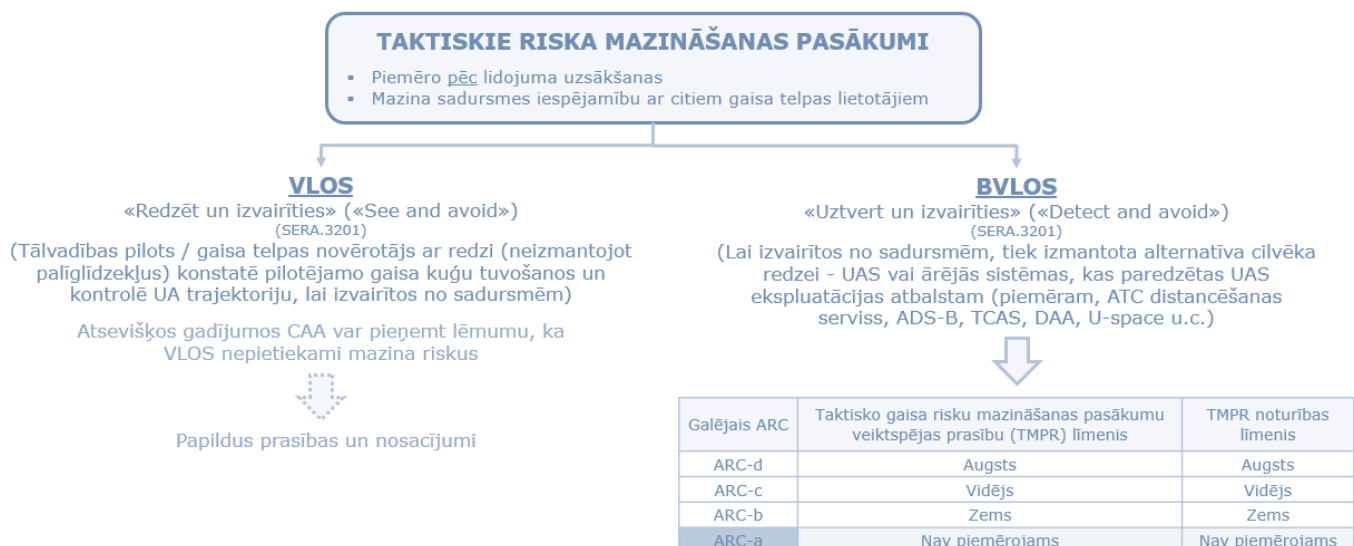 TAKTISKIE RISKA MAZINĀŠANAS PASĀKUMI
▪ Piemēro pēc lidojuma uzsākšanas
▪ Mazina sadursmes iespējamību ar citiem gaisa telpas lietotājiem
VLOS
«Redzēt un izvairīties» («See and avoid»)
(SERA.3201)
(Tālvadības pilots / gaisa telpas novērotājs ar redzi (neizmantojot
palīglīdzekļus) konstatē pilotējamo gaisa kuģu tuvošanos un
kontrolē UA trajektoriju, lai izvairītos no sadursmēm)
Atsevišķos gadījumos CAA var pieņemt lēmumu, ka
VLOS nepietiekami mazina riskus
Papildus prasības un nosacījumi
BVLOS
«Uztvert un izvairīties» («Detect and avoid»)
(SERA.3201)
(Lai izvairītos no sadursmēm, tiek izmantota alternatīva cilvēka
redzei - UAS vai ārējās sistēmas, kas paredzētas UAS
ekspluatācijas atbalstam (piemēram, ATC distancēšanas
serviss, ADS-B, TCAS, DAA, U-space u.c.)
Galējais ARC Taktisko gaisa risku mazināšanas pasākumu veiktspējas prasību (TMPR) līmenis TMPR noturības līmenis
ARC-d Augsts Augsts
ARC-c Vidējs Vidējs
ARC-b Zems Zems
ARC-a Nav piemērojams Nav piemērojams